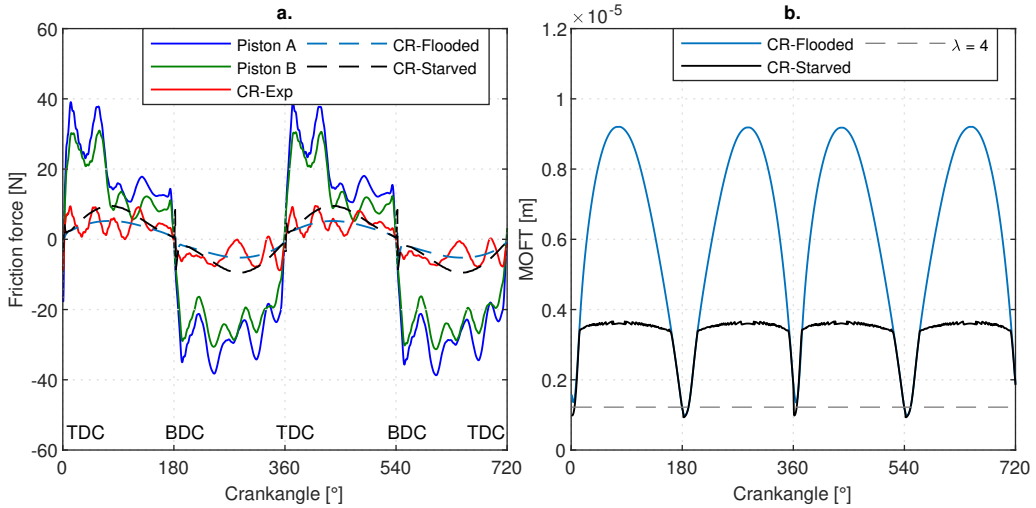 a.
Piston A
CR-Flooded
Piston B
CR-Starved
CR-Exp
60
40
20
0
-20
-40
-60
Friction force [N]
TDC BDC TDC BDC TDC
0 180 360 540 720
Crankangle [°]
b.
× 10⁻⁵
CR-Flooded
λ = 4
CR-Starved
1.2
1
0.8
0.6
0.4
0.2
0
MOFT [m]
0 180 360 540 720
Crankangle [°]